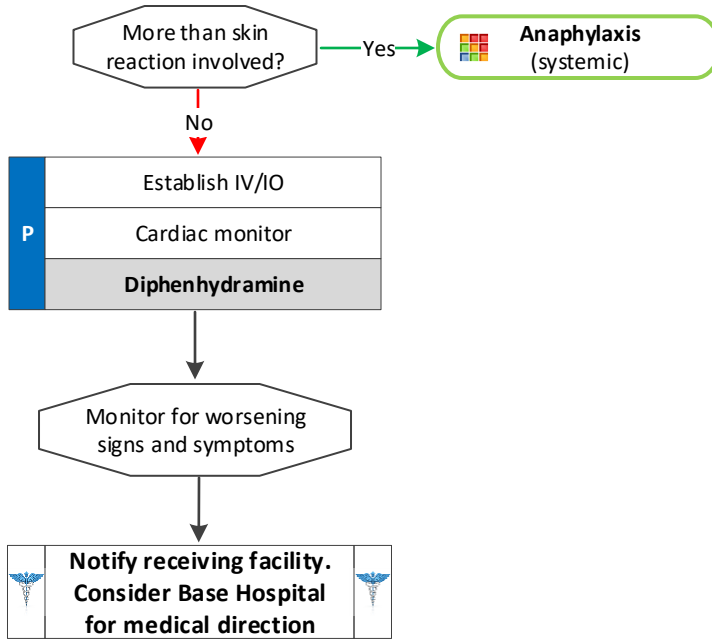 More than skin
reaction involved?
Yes
Anaphylaxis
(systemic)
No
P
Establish IV/IO
Cardiac monitor
Diphenhydramine
Monitor for worsening
signs and symptoms
Notify receiving facility.
Consider Base Hospital
for medical direction